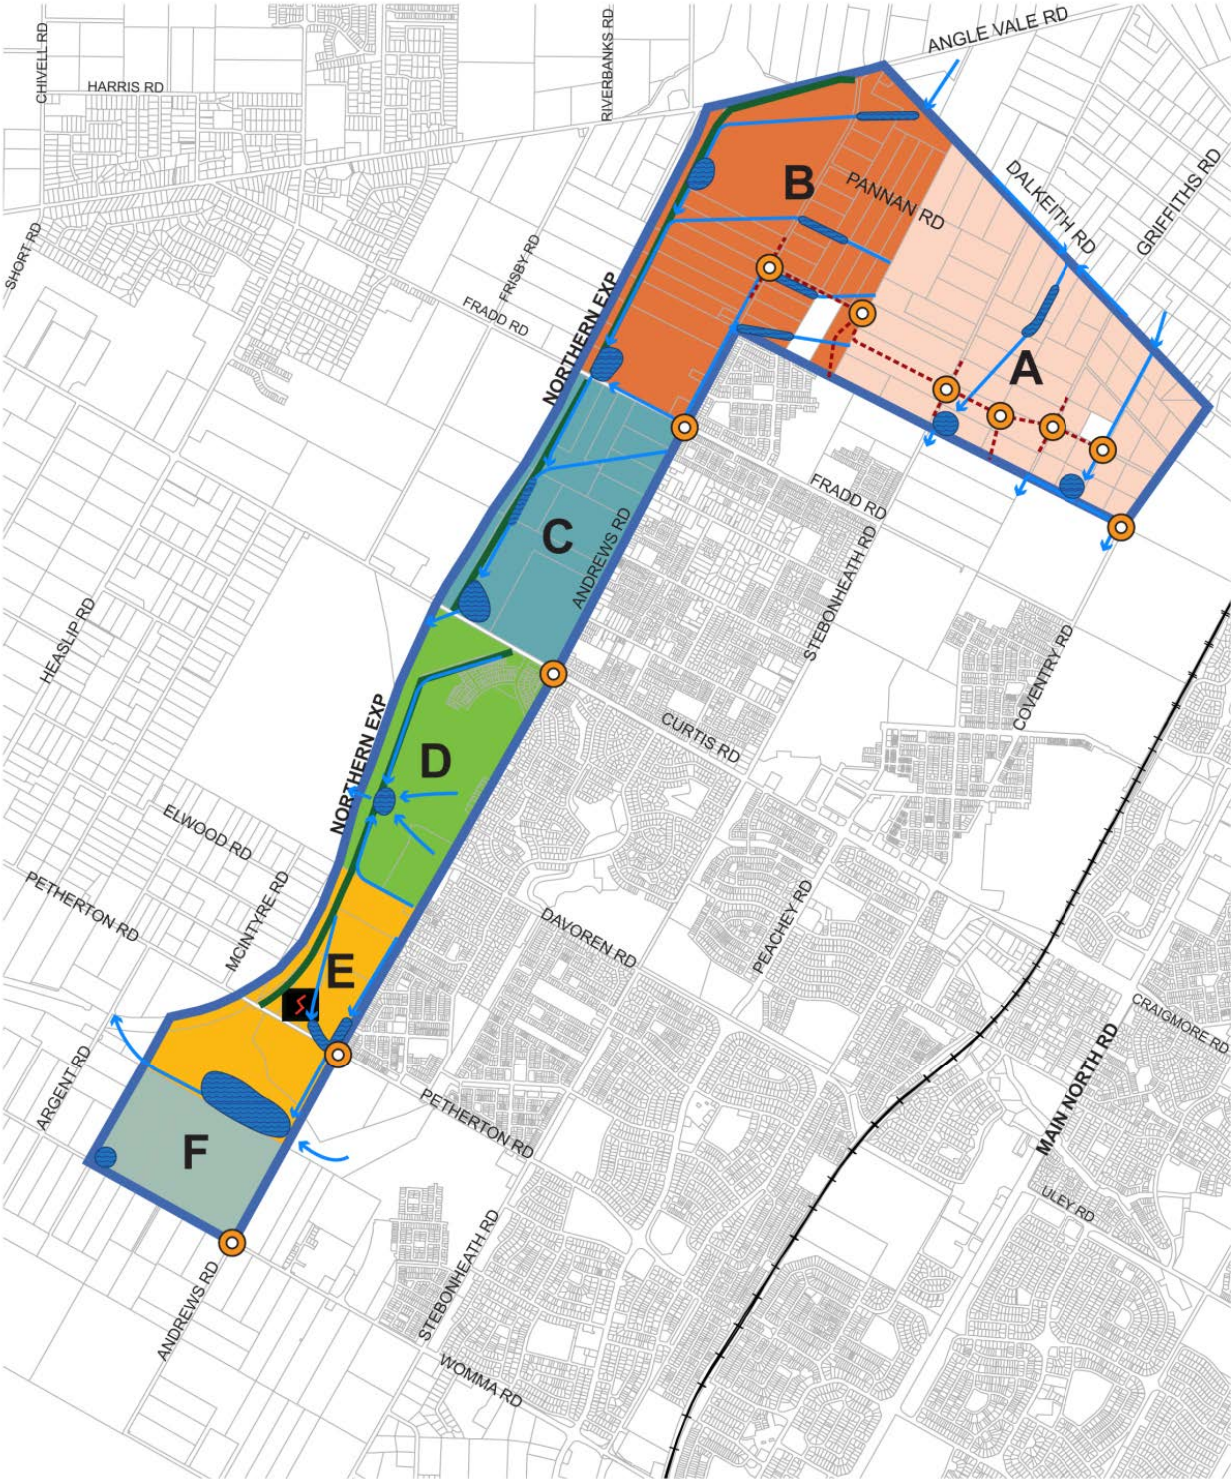 ANGLE VALE RD
CHIVELL RD
RIVERBANKS RD
HARRIS RD
B
PANNAN RD
DALKEITH RD
GRIFFITHS RD
SHORT RD
FRISBY RD
FRADD RD
NORTHERN EXP
A
FRADD RD
C
ANDREWS RD
STEBONHEATH RD
HEASLIP RD
COVENTRY RD
CURTIS RD
NORTHERN EXP
D
ELWOOD RD
PETHERTON RD
MCINTYRE RD
DAVOREN RD
PEACHEY RD
E
CRAIGMORE RD
MAIN NORTH RD
ARGENT RD
PETHERTON RD
F
ULEY RD
STEBONHEATH RD
ANDREWS RD
WOMMA RD